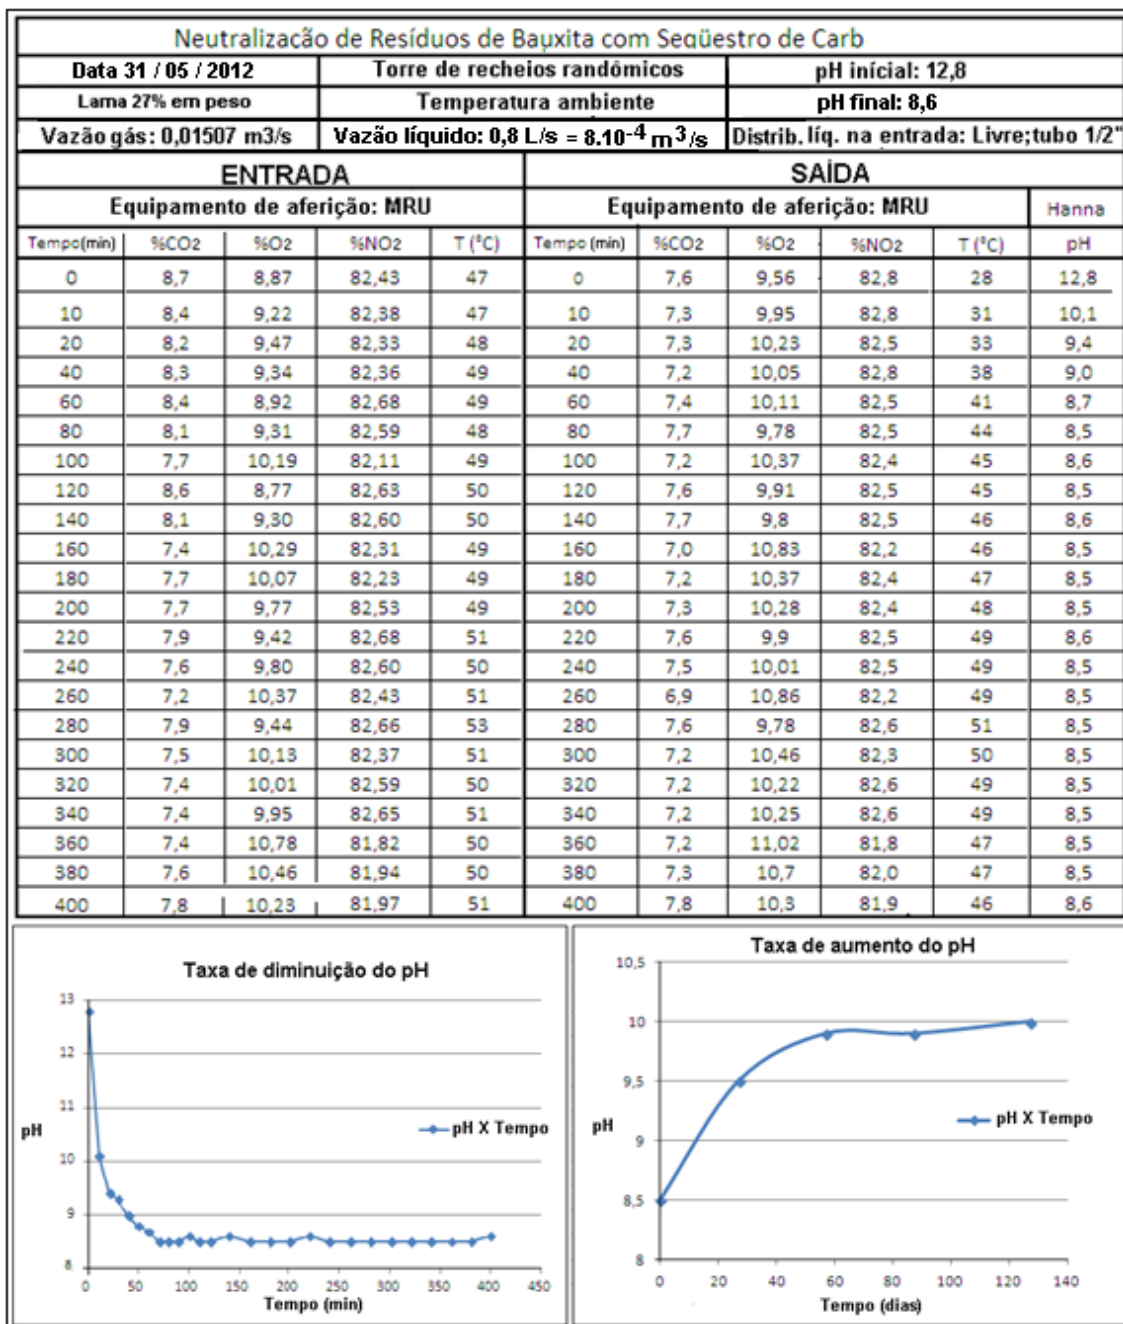 Neutralização de Resíduos de Bauxita com Seqüestro de Carb
Data 31 / 05 / 2012 Torre de recheios randômicos pH inícial: 12,8
Lama 27% em peso Temperatura ambiente pH final: 8,6
Vazão gás: 0,01507 m3/s Vazão líquido: 0,8 L/s = 8.10⁻⁴ m³/s Distrib. líq. na entrada: Livre;tubo 1/2"
ENTRADA SAÍDA
Equipamento de aferição: MRU Equipamento de aferição: MRU Hanna
Tempo(min) %CO2 %O2 %NO2 T (°C) Tempo (min) %CO2 %O2 %NO2 T (°C) pH
0 8,7 8,87 82,43 47 0 7,6 9,56 82,8 28 12,8
10 8,4 9,22 82,38 47 10 7,3 9,95 82,8 31 10,1
20 8,2 9,47 82,33 48 20 7,3 10,23 82,5 33 9,4
40 8,3 9,34 82,36 49 40 7,2 10,05 82,8 38 9,0
60 8,4 8,92 82,68 49 60 7,4 10,11 82,5 41 8,7
80 8,1 9,31 82,59 48 80 7,7 9,78 82,5 44 8,5
100 7,7 10,19 82,11 49 100 7,2 10,37 82,4 45 8,6
120 8,6 8,77 82,63 50 120 7,6 9,91 82,5 45 8,5
140 8,1 9,30 82,60 50 140 7,7 9,8 82,5 46 8,6
160 7,4 10,29 82,31 49 160 7,0 10,83 82,2 46 8,5
180 7,7 10,07 82,23 49 180 7,2 10,37 82,4 47 8,5
200 7,7 9,77 82,53 49 200 7,3 10,28 82,4 48 8,5
220 7,9 9,42 82,68 51 220 7,6 9,9 82,5 49 8,6
240 7,6 9,80 82,60 50 240 7,5 10,01 82,5 49 8,5
260 7,2 10,37 82,43 51 260 6,9 10,86 82,2 49 8,5
280 7,9 9,44 82,66 53 280 7,6 9,78 82,6 51 8,5
300 7,5 10,13 82,37 51 300 7,2 10,46 82,3 50 8,5
320 7,4 10,01 82,59 50 320 7,2 10,22 82,6 49 8,5
340 7,4 9,95 82,65 51 340 7,2 10,25 82,6 49 8,5
360 7,4 10,78 81,82 50 360 7,2 11,02 81,8 47 8,5
380 7,6 10,46 81,94 50 380 7,3 10,7 82,0 47 8,5
400 7,8 10,23 81,97 51 400 7,8 10,3 81,9 46 8,6
Taxa de diminuição do pH
13
12
11
pH
10
9
8
pH X Tempo
0 50 100 150 200 250 300 350 400 450
Tempo (min)
Taxa de aumento do pH
10,5
10
9,5
pH
9
8,5
8
pH X Tempo
0 20 40 60 80 100 120 140
Tempo (dias)